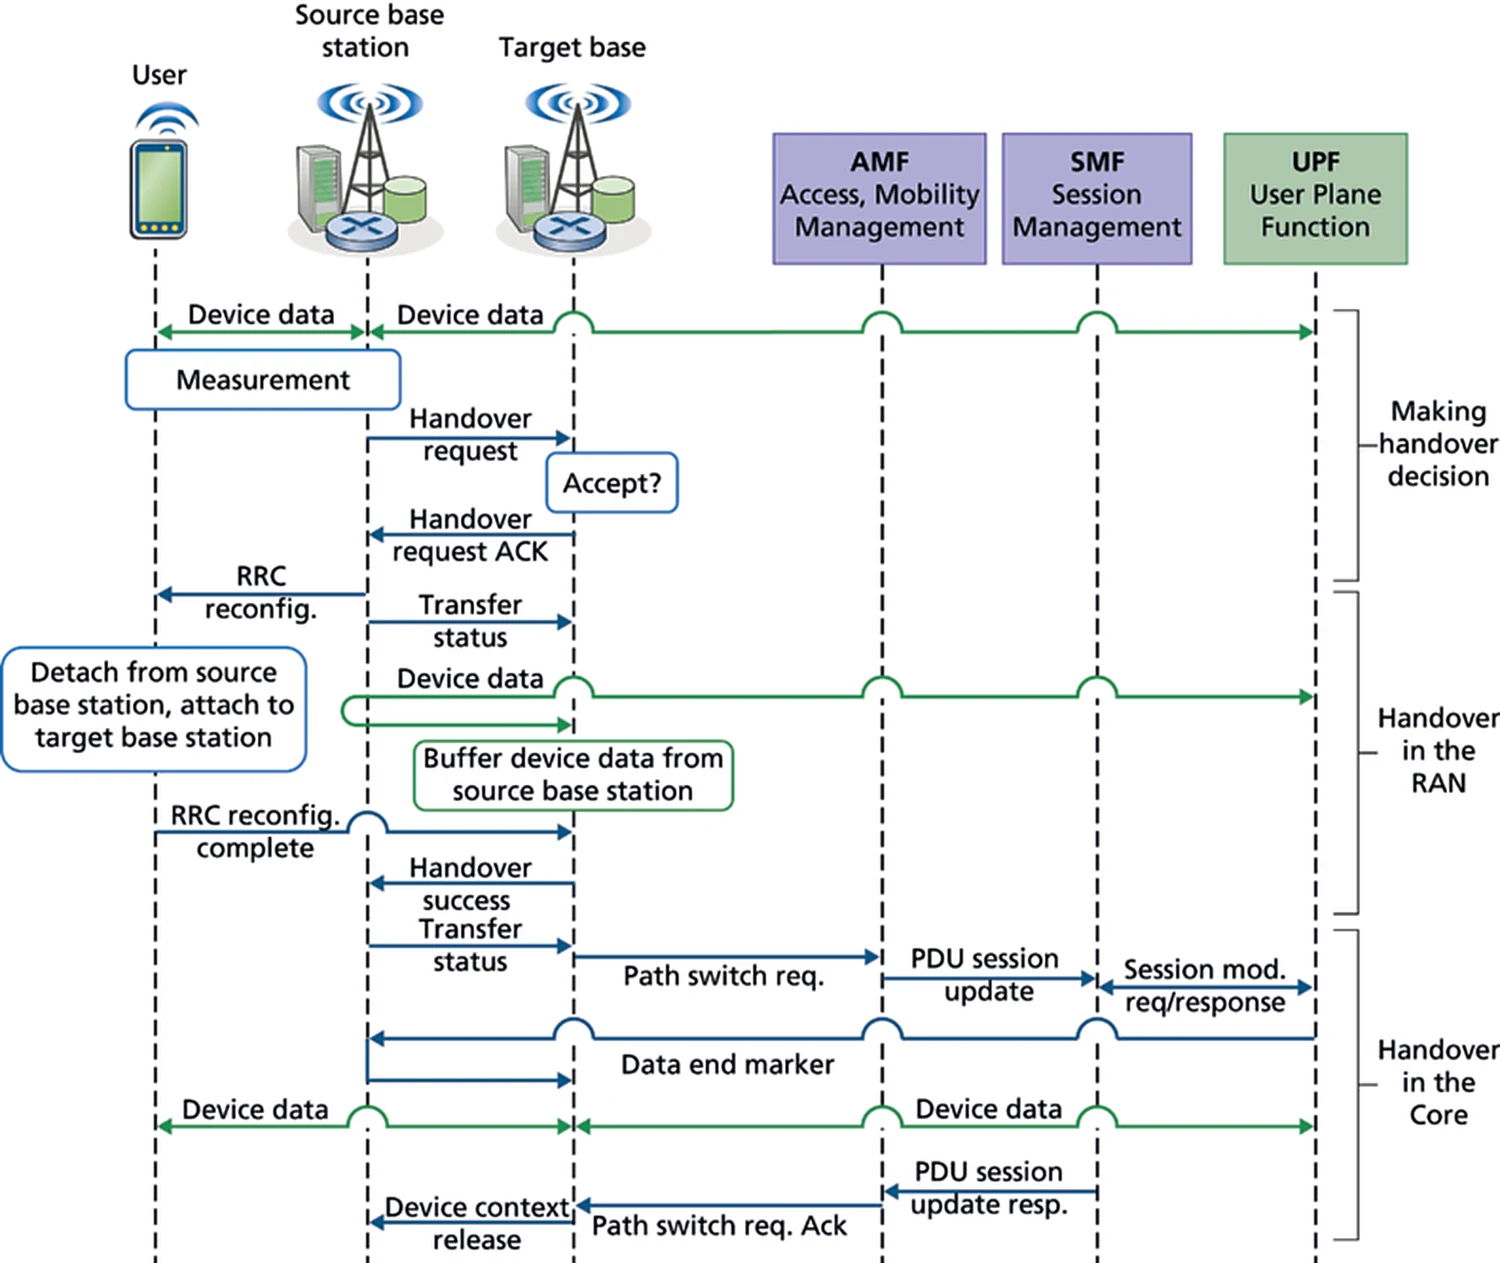 Source base
station
Target base
User
AMF
Access, Mobility
Management
SMF
Session
Management
UPF
User Plane
Function
Device data
Device data
Measurement
Handover
request
Accept?
Handover
request ACK
Making
handover
decision
RRC
reconfig.
Transfer
status
Detach from source
base station, attach to
target base station
Device data
Buffer device data from
source base station
Handover
in the
RAN
RRC reconfig.
complete
Handover
success
Transfer
status
Path switch req.
PDU session
update
Session mod.
req/response
Data end marker
Handover
in the
Core
Device data
Device data
PDU session
update resp.
Device context
release
Path switch req. Ack